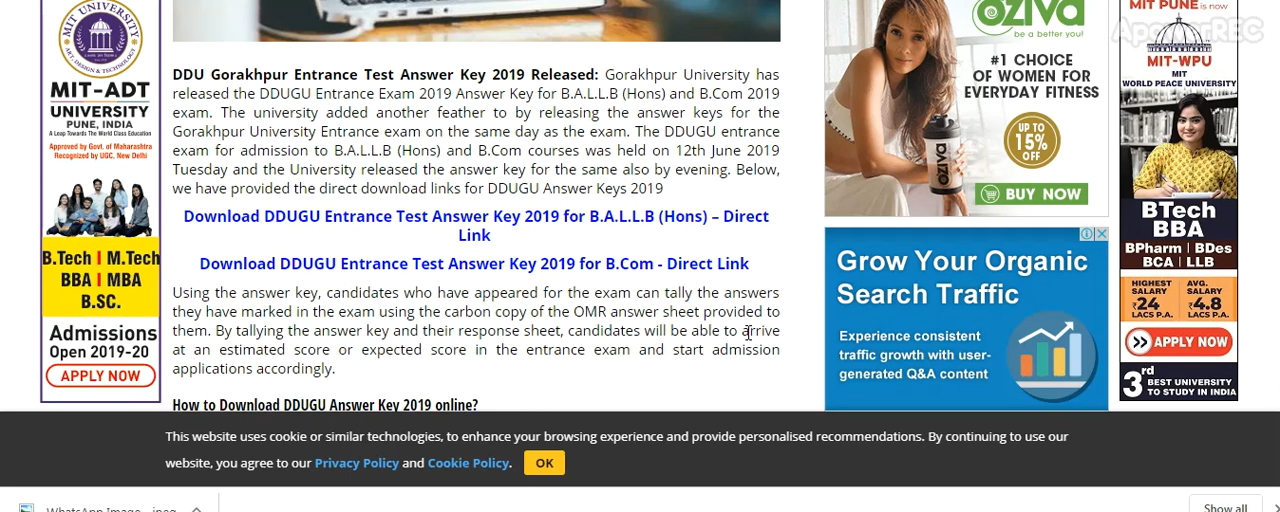 MIT UNIVERSITY
ART, DESIGN & TECHNOLOGY
MIT-ADT
UNIVERSITY
PUNE, INDIA
A Leap Towards The World Class Education
Approved by Govt. of Maharashtra
Recognized by UGC, New Delhi
B.Tech I M.Tech
BBA I MBA
B.SC.
Admissions
Open 2019-20
APPLY NOW
DDU Gorakhpur Entrance Test Answer Key 2019 Released: Gorakhpur University has
released the DDUGU Entrance Exam 2019 Answer Key for B.A.L.L.B (Hons) and B.Com 2019
exam. The university added another feather to by releasing the answer keys for the
Gorakhpur University Entrance exam on the same day as the exam. The DDUGU entrance
exam for admission to B.A.L.L.B (Hons) and B.Com courses was held on 12th June 2019
Tuesday and the University released the answer key for the same also by evening. Below,
we have provided the direct download links for DDUGU Answer Keys 2019
Download DDUGU Entrance Test Answer Key 2019 for B.A.L.L.B (Hons) – Direct
Link
Download DDUGU Entrance Test Answer Key 2019 for B.Com - Direct Link
Using the answer key, candidates who have appeared for the exam can tally the answers
they have marked in the exam using the carbon copy of the OMR answer sheet provided to
them. By tallying the answer key and their response sheet, candidates will be able to arrive
at an estimated score or expected score in the entrance exam and start admission
applications accordingly.
How to Download DDUGU Answer Key 2019 online?
OZIVA
be a better you!
#1 CHOICE
OF WOMEN FOR
EVERYDAY FITNESS
UP TO
15%
OFF
OZIVA
BUY NOW
Grow Your Organic
Search Traffic
Experience consistent
traffic growth with user-
generated Q&A content
MIT PUNE is now
ApowerREC
MIT-WPU
MIT
WORLD PEACE UNIVERSITY
BTech
BBA
BPharm | BDes
BCA | LLB
HIGHEST
SALARY
₹24
LACS P.A.
AVG.
SALARY
₹4.8
LACS P.A.
APPLY NOW
3rd BEST UNIVERSITY
TO STUDY IN INDIA
This website uses cookie or similar technologies, to enhance your browsing experience and provide personalised recommendations. By continuing to use our
website, you agree to our Privacy Policy and Cookie Policy. OK
WhatsApp Image...jpeg
Show all